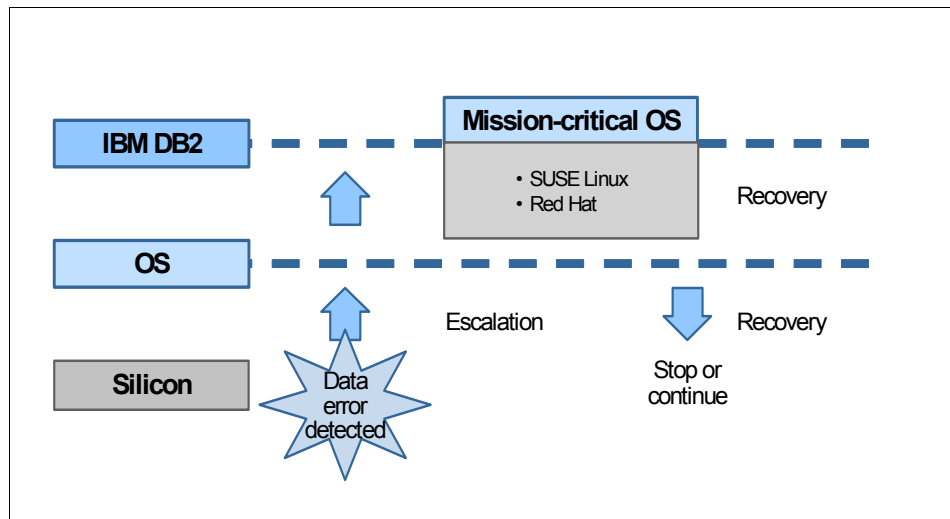 Mission-critical OS
IBM DB2
• SUSE Linux
• Red Hat
Recovery
OS
Escalation
Recovery
Silicon
Data
error
detected
Stop or
continue